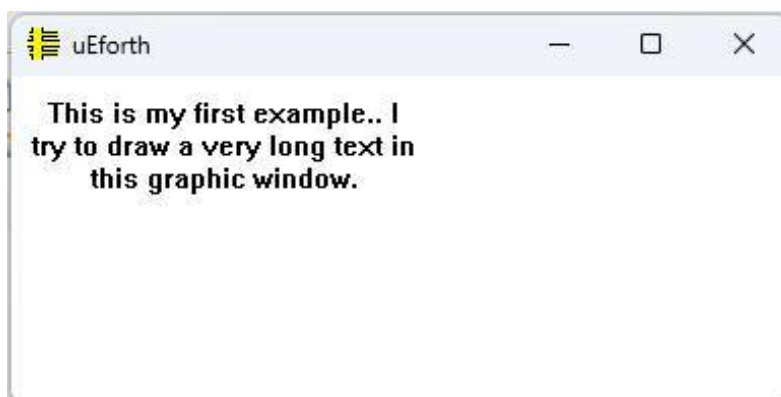 uEforth
This is my first example.. I
try to draw a very long text in
this graphic window.